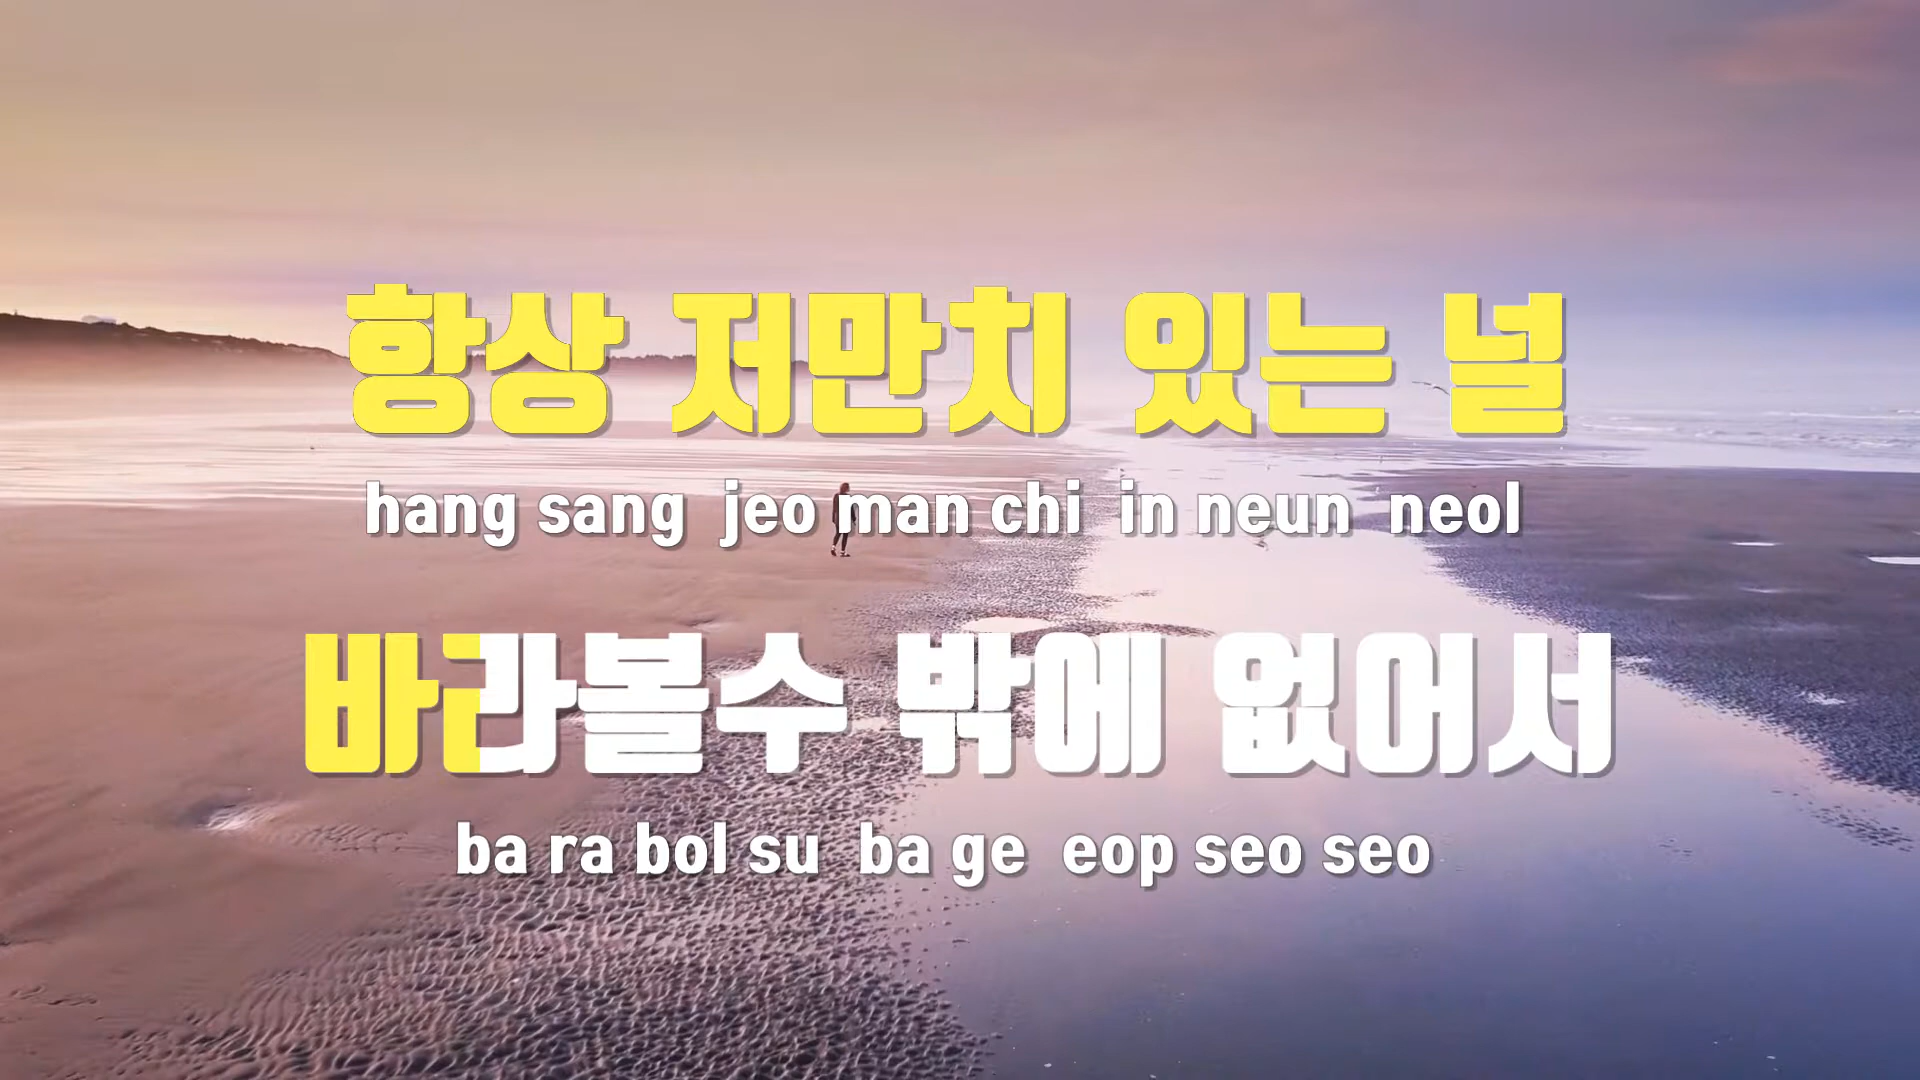 항상 저만치 있는 널
hang sang jeo man chi in neun neol
바라볼수 밖에 없어서
ba ra bol su ba ge eop seo seo